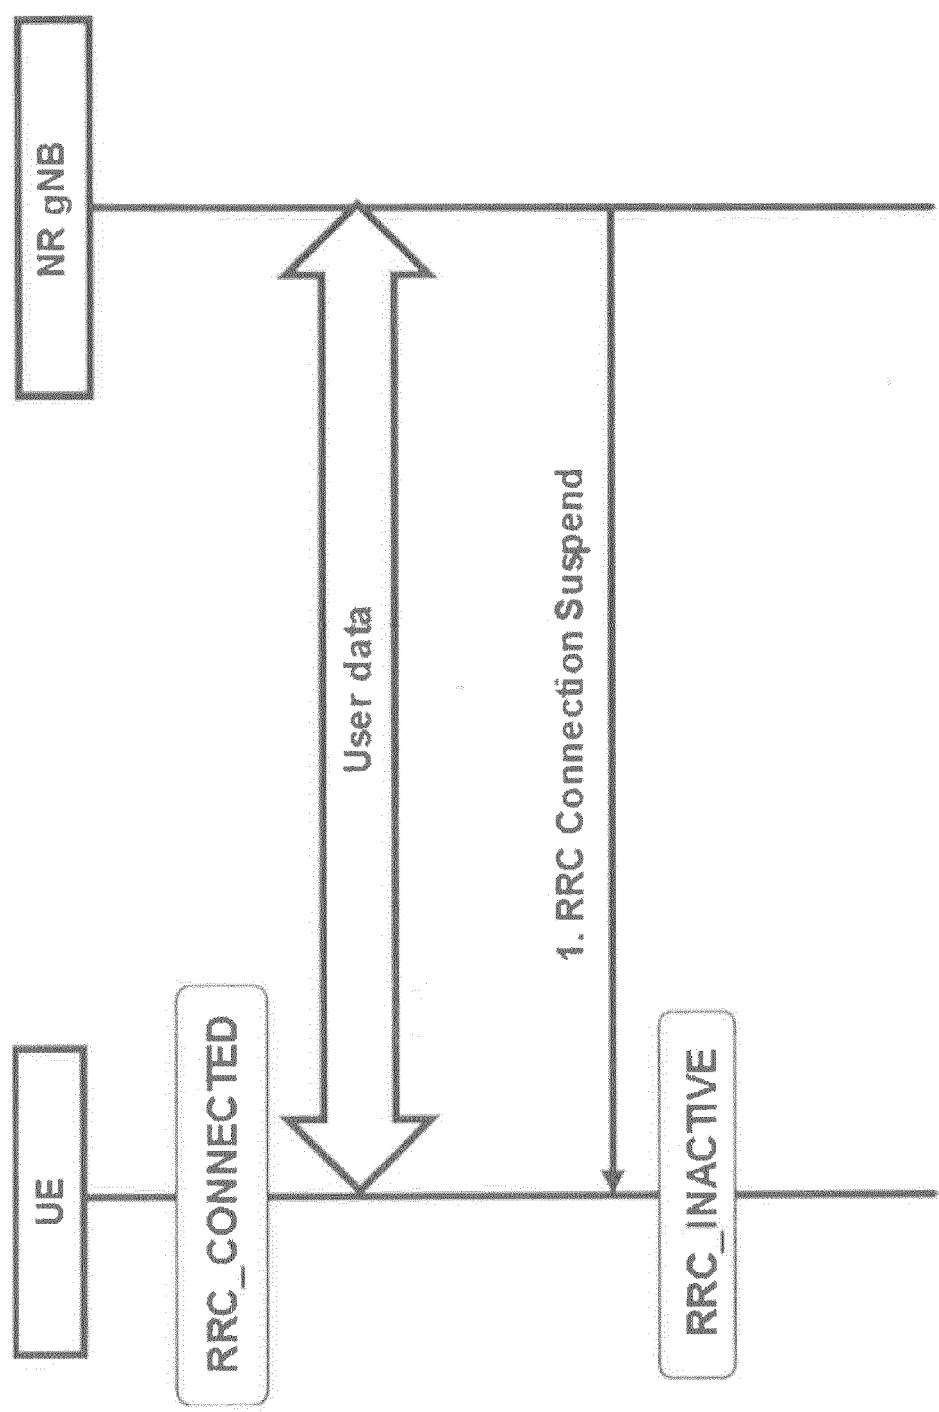 UE
NR gNB
RRC_CONNECTED
User data
1. RRC Connection Suspend
RRC_INACTIVE